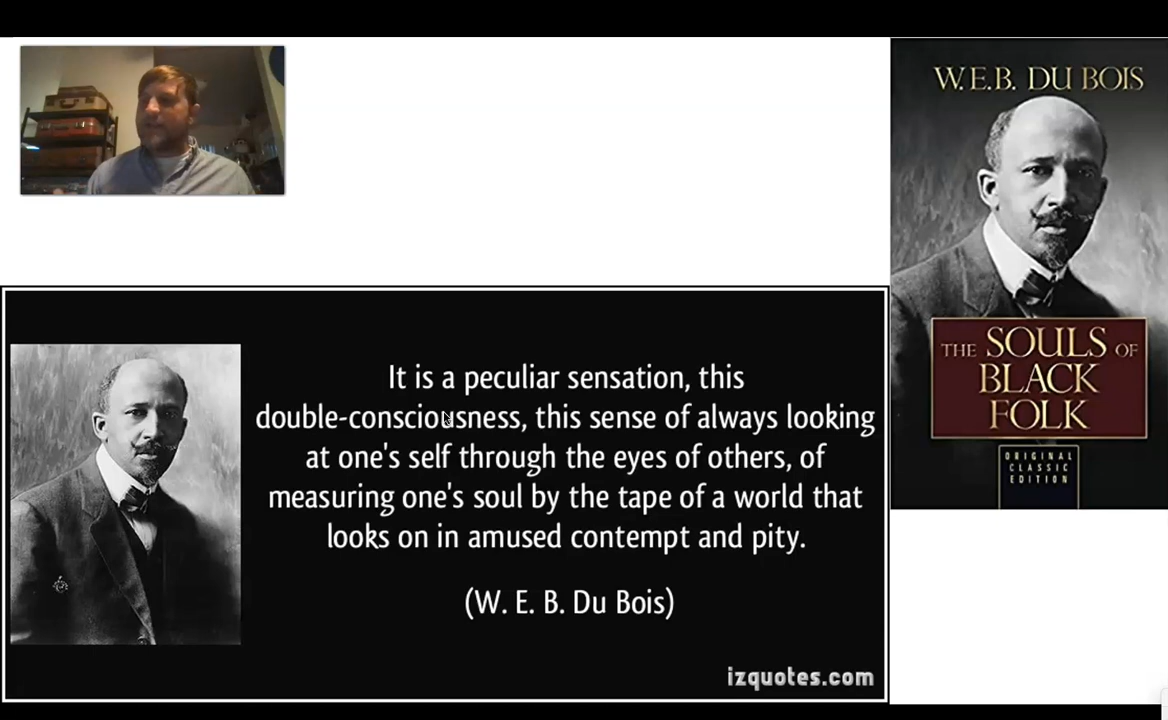 W.E.B. DU BOIS
THE SOULS OF
BLACK
FOLK
ORIGINAL
CLASSIC
EDITION
It is a peculiar sensation, this
double-consciousness, this sense of always looking
at one's self through the eyes of others, of
measuring one's soul by the tape of a world that
looks on in amused contempt and pity.
(W. E. B. Du Bois)
izquotes.com